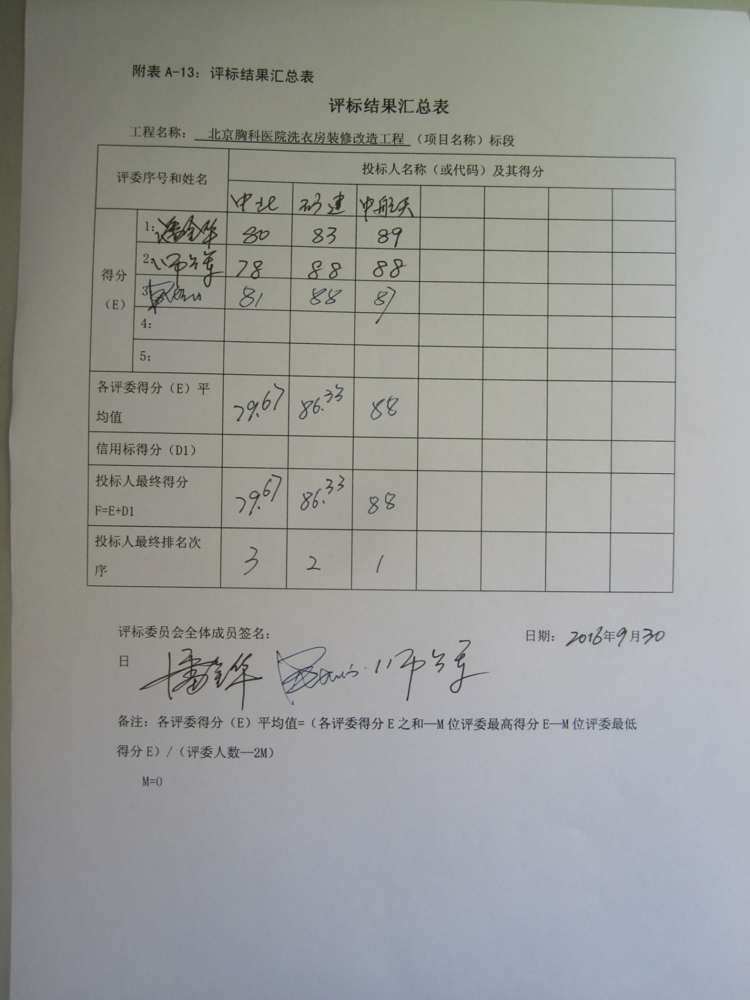 附表 A-13：评标结果汇总表
评标结果汇总表
工程名称： 北京胸科医院洗衣房装修改造工程 （项目名称）标段
评委序号和姓名
投标人名称（或代码）及其得分
中北 建 中航天
得分
（E）
1: 潘金华 80 83 89
2: 78 88 88
3 81 88 87
4:
5:
各评委得分（E）平
均值
79.67 86.33 88
信用标得分（D1）
投标人最终得分
F=E+D1
79.67 86.33 88
投标人最终排名次
序
3 2 1
评标委员会全体成员签名： 日期： 2016年9月30
日 潘金华
备注：各评委得分（E）平均值=（各评委得分 E 之和—M 位评委最高得分 E—M 位评委最低
得分 E）/（评委人数—2M）
M=0